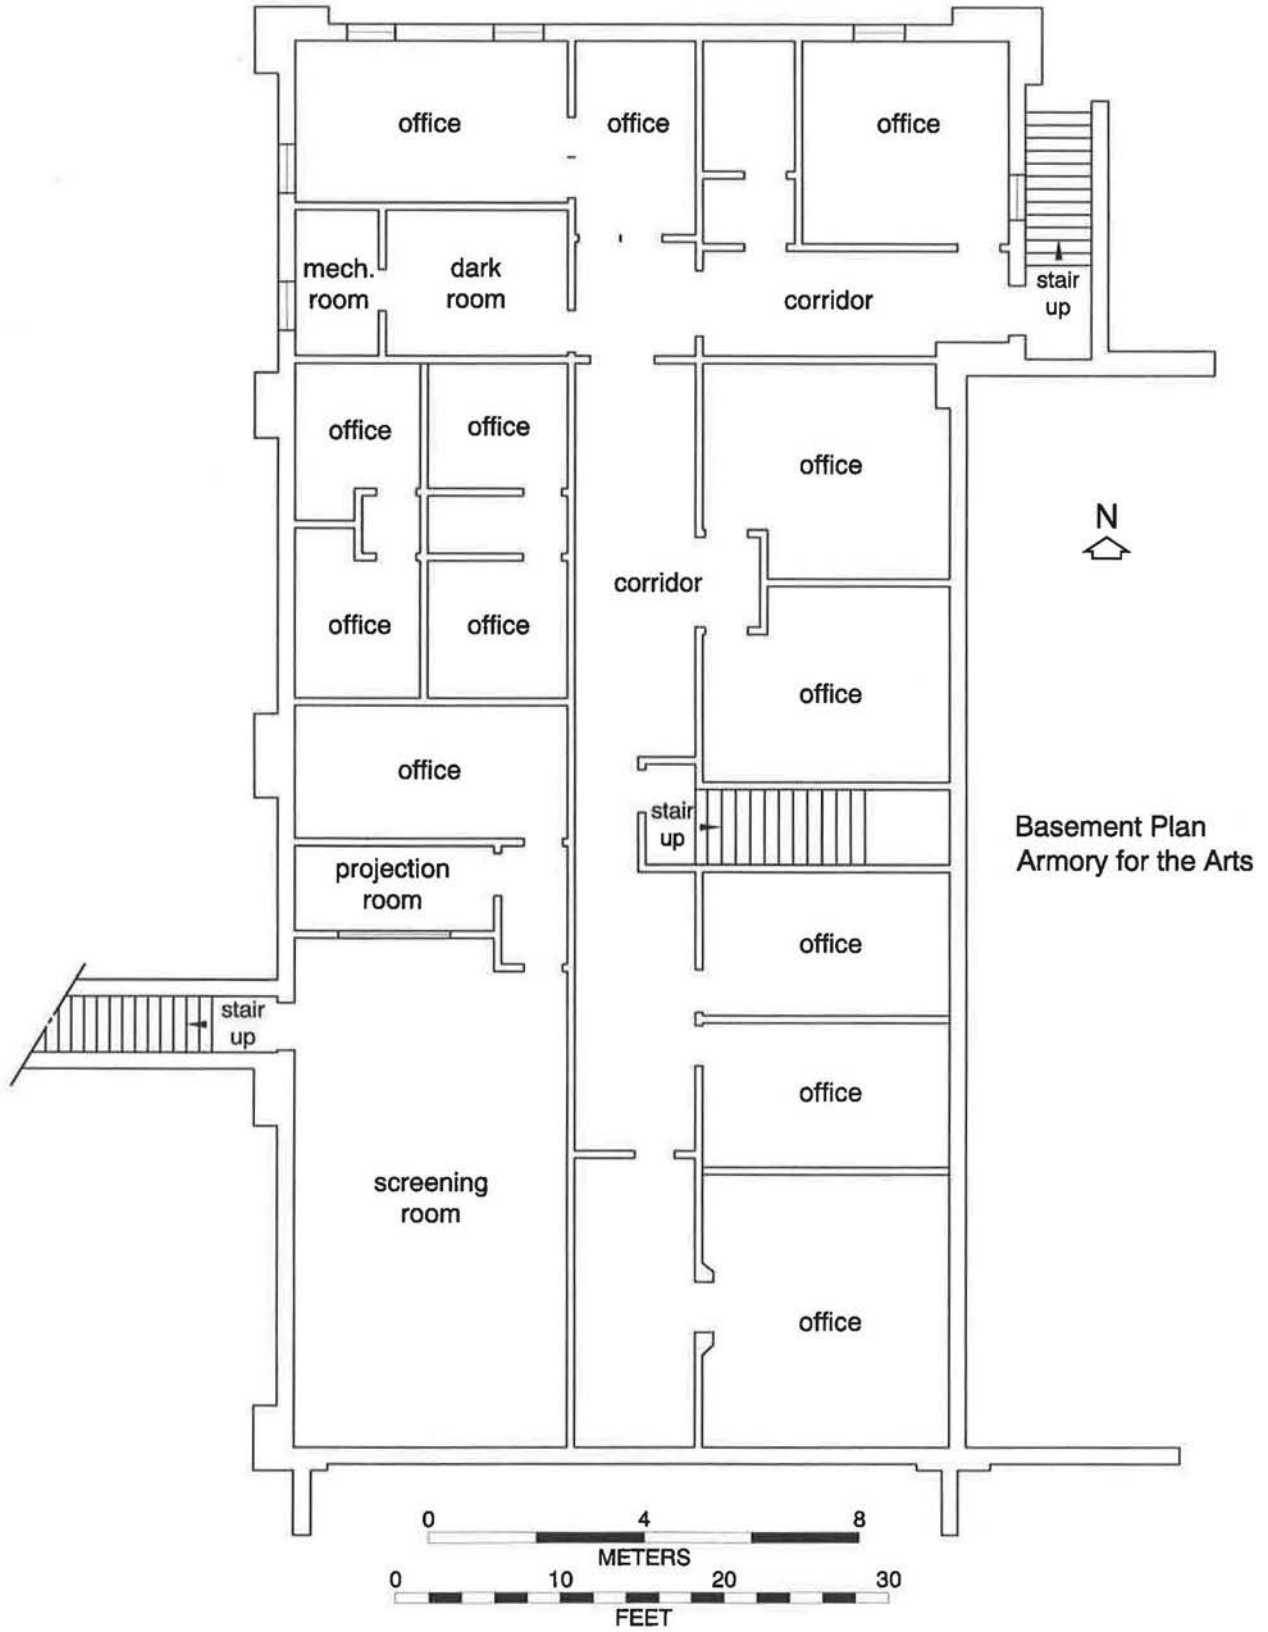 office
office
office
mech.
room
dark
room
corridor
stair
up
office
office
office
N
corridor
office
office
office
office
stair
up
Basement Plan
Armory for the Arts
projection
room
office
stair
up
office
screening
room
office
0 4 8
METERS
0 10 20 30
FEET